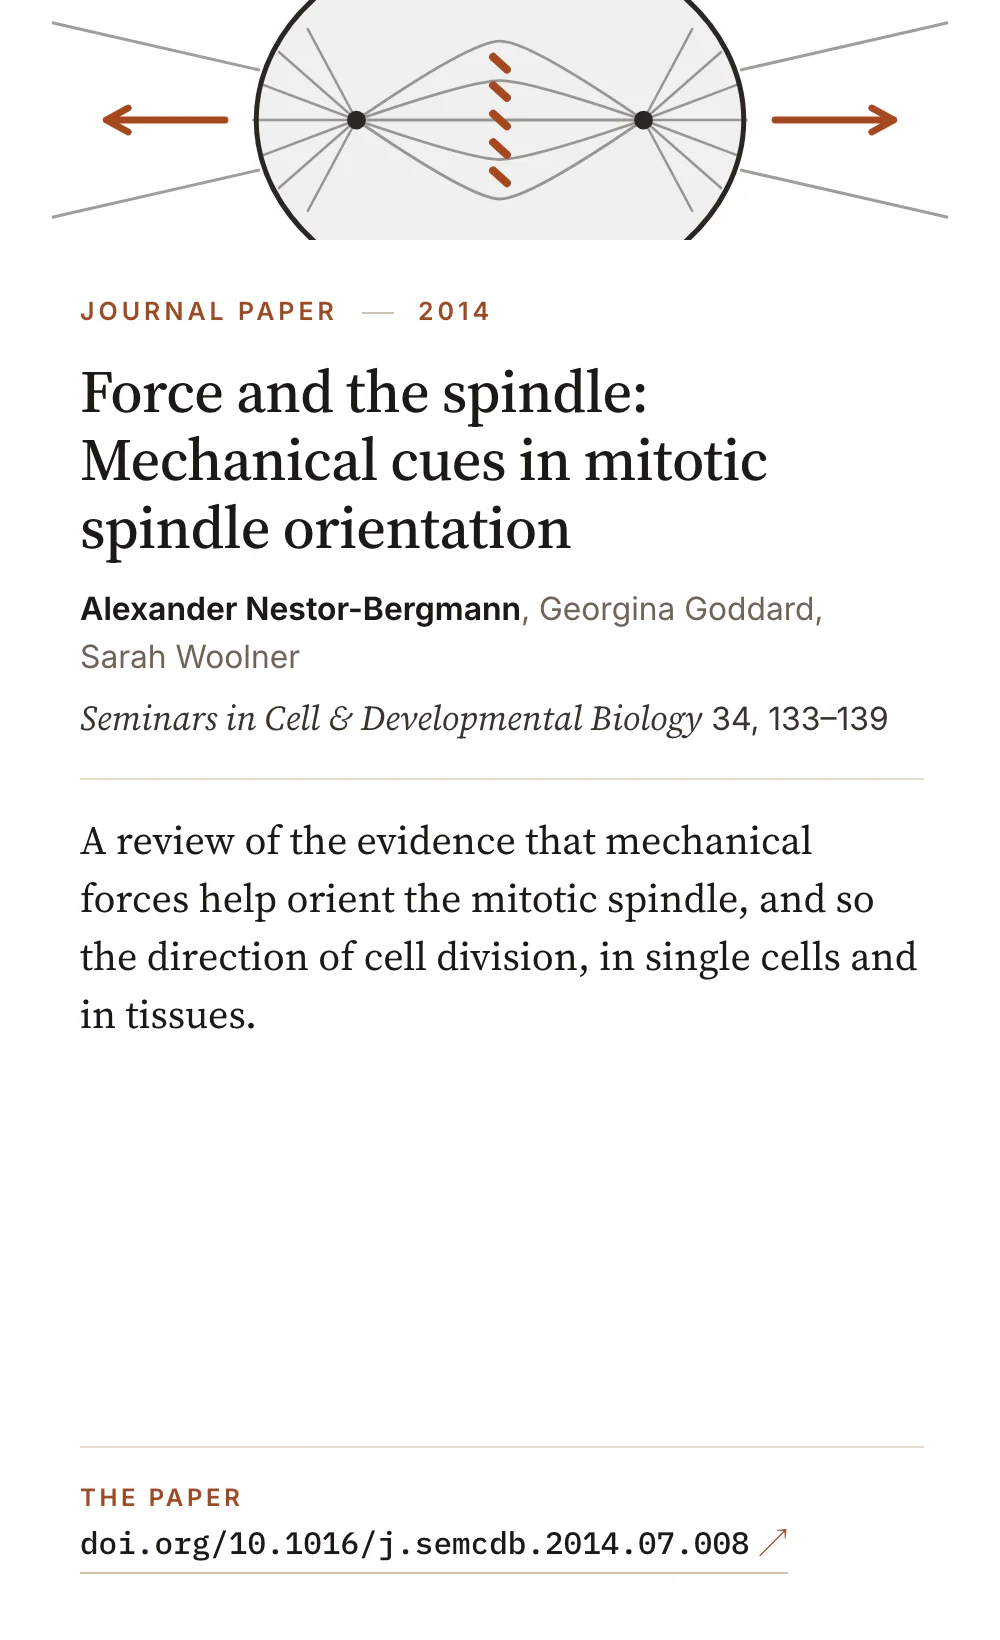 JOURNAL PAPER — 2014
Force and the spindle:
Mechanical cues in mitotic
spindle orientation
Alexander Nestor-Bergmann, Georgina Goddard,
Sarah Woolner
Seminars in Cell & Developmental Biology 34, 133–139
A review of the evidence that mechanical
forces help orient the mitotic spindle, and so
the direction of cell division, in single cells and
in tissues.
THE PAPER
doi.org/10.1016/j.semcdb.2014.07.008 ↗